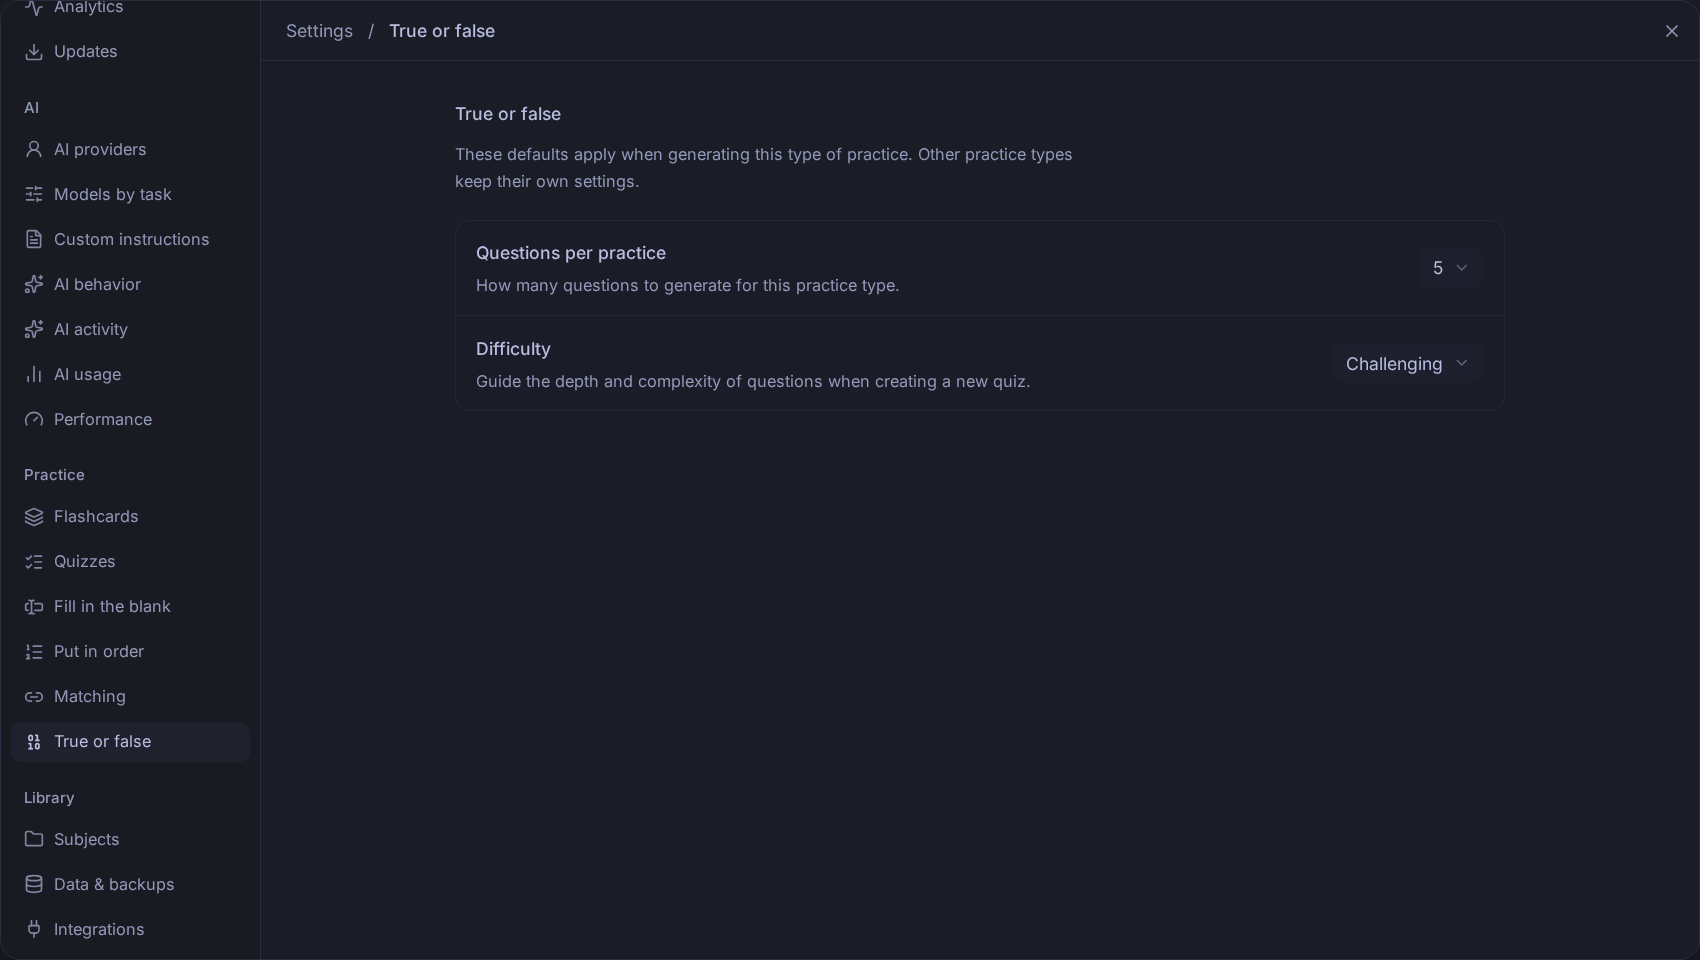 Analytics
Updates
AI
AI providers
Models by task
Custom instructions
AI behavior
AI activity
AI usage
Performance
Practice
Flashcards
Quizzes
Fill in the blank
Put in order
Matching
True or false
Library
Subjects
Data & backups
Integrations
Settings / True or false
True or false
These defaults apply when generating this type of practice. Other practice types
keep their own settings.
Questions per practice
How many questions to generate for this practice type.
5
Difficulty
Guide the depth and complexity of questions when creating a new quiz.
Challenging